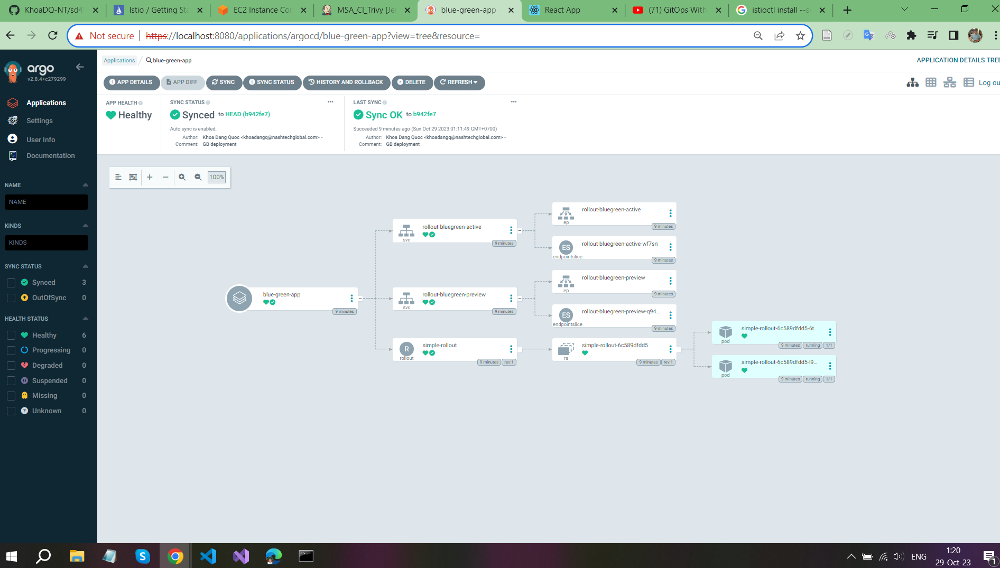 KhoaDQ-NT/sd4
Istio / Getting Sta
EC2 Instance Con
MSA_CI_Trivy [Jen
blue-green-app -
React App
(71) GitOps With
istioctl install --s
Not secure
https://localhost:8080/applications/argocd/blue-green-app?view=tree&resource=
argo
v2.8.4+c279299
Applications
Settings
User Info
Documentation
NAME
NAME
KINDS
KINDS
SYNC STATUS
Synced 3
OutOfSync 0
HEALTH STATUS
Healthy 6
Progressing 0
Degraded 0
Suspended 0
Missing 0
Unknown 0
Applications / blue-green-app
APPLICATION DETAILS TREE
APP DETAILS
APP DIFF
SYNC
SYNC STATUS
HISTORY AND ROLLBACK
DELETE
REFRESH
Log ou
APP HEALTH
Healthy
SYNC STATUS
Synced to HEAD (b942fe7)
Auto sync is enabled.
Author: Khoa Dang Quoc <khoadangq@nashtechglobal.com> -
Comment: GB deployment
LAST SYNC
Sync OK to b942fe7
Succeeded 9 minutes ago (Sun Oct 29 2023 01:11:49 GMT+0700)
Author: Khoa Dang Quoc <khoadangq@nashtechglobal.com> -
Comment: GB deployment
100%
blue-green-app
9 minutes
svc
rollout-bluegreen-active
9 minutes
svc
rollout-bluegreen-preview
9 minutes
R
rollout
simple-rollout
9 minutes
rev:1
ep
rollout-bluegreen-active
9 minutes
ES
endpointslice
rollout-bluegreen-active-wf7sn
9 minutes
ep
rollout-bluegreen-preview
9 minutes
ES
endpointslice
rollout-bluegreen-preview-q94...
9 minutes
rs
simple-rollout-6c589dfdd5
9 minutes
rev:1
pod
simple-rollout-6c589dfdd5-6t...
9 minutes
running
1/1
pod
simple-rollout-6c589dfdd5-l9...
9 minutes
running
1/1
ENG
1:20
29-Oct-23
1